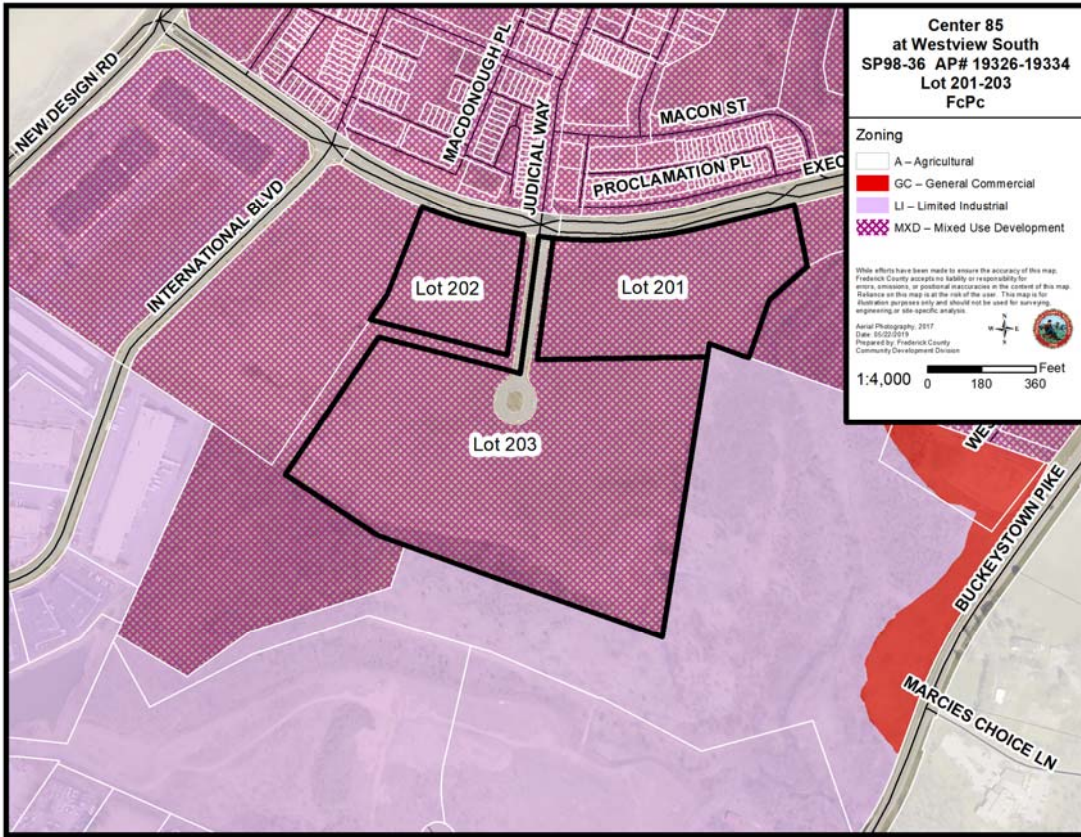 Center 85
at Westview South
SP98-36 AP# 19326-19334
Lot 201-203
FcPc
Zoning
A – Agricultural
GC – General Commercial
LI – Limited Industrial
MXD – Mixed Use Development
While efforts have been made to ensure the accuracy of this map,
Frederick County accepts no liability or responsibility for
errors, omissions, or positional inaccuracies in the content of this map.
Reliance on this map is at the risk of the user. This map is for
illustration purposes only and should not be used for surveying,
engineering, or site-specific analysis.
Aerial Photography, 2017
Date: 05/22/2019
Prepared by: Frederick County
Community Development Division
N
W E
S
1:4,000
Feet
0 180 360
NEW DESIGN RD
MACDONOUGH PL
JUDICIAL WAY
MACON ST
PROCLAMATION PL
EXEC
INTERNATIONAL BLVD
Lot 202
Lot 201
Lot 203
WES
BUCKEYSTOWN PIKE
MARCIES CHOICE LN